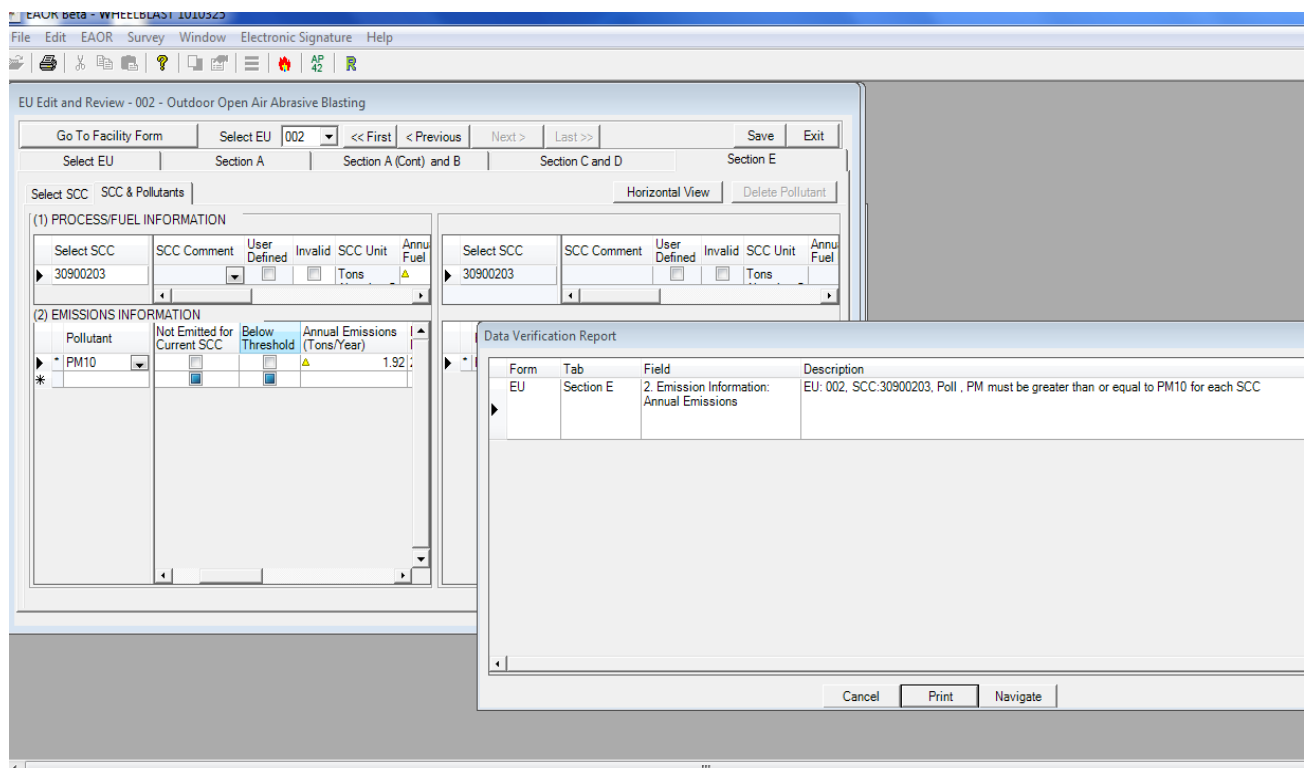 EAOR Beta - WHEELBLAST 1010325
File Edit EAOR Survey Window Electronic Signature Help
AP 42 R
EU Edit and Review - 002 - Outdoor Open Air Abrasive Blasting
Go To Facility Form Select EU 002 << First < Previous Next > Last >> Save Exit
Select EU Section A Section A (Cont) and B Section C and D Section E
Select SCC SCC & Pollutants Horizontal View Delete Pollutant
(1) PROCESS/FUEL INFORMATION
Select SCC SCC Comment User Defined Invalid SCC Unit Annu Fuel Select SCC SCC Comment User Defined Invalid SCC Unit Annu Fuel
30900203 Tons 30900203 Tons
(2) EMISSIONS INFORMATION
Pollutant Not Emitted for Current SCC Below Threshold Annual Emissions (Tons/Year)
* PM10 1.92
Data Verification Report
Form Tab Field Description
EU Section E 2. Emission Information: EU: 002, SCC:30900203, Poll , PM must be greater than or equal to PM10 for each SCC
Annual Emissions
Cancel Print Navigate